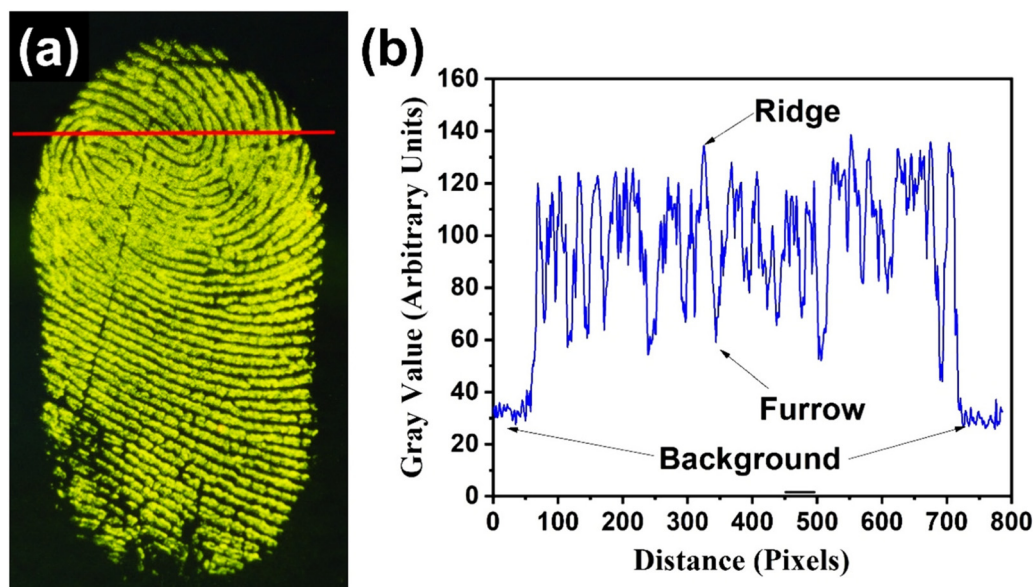 (a)
(b)
160
140
120
100
80
60
40
20
0
Gray Value (Arbitrary Units)
Ridge
Furrow
Background
0 100 200 300 400 500 600 700 800
Distance (Pixels)